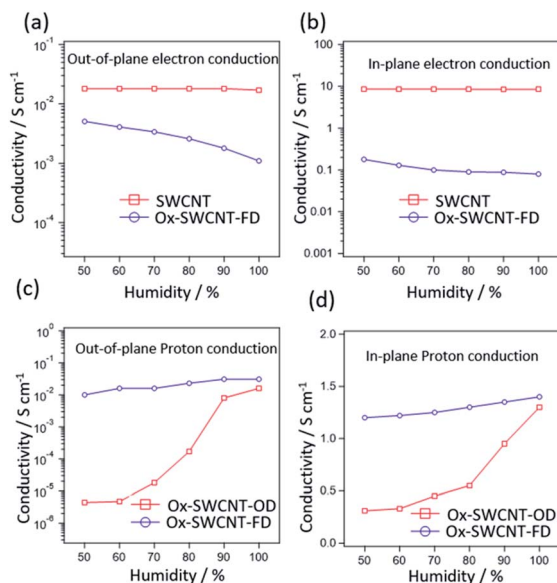 (a)
Out-of-plane electron conduction
Conductivity / S cm⁻¹
10⁻¹
10⁻²
10⁻³
10⁻⁴
SWCNT
Ox-SWCNT-FD
50 60 70 80 90 100
Humidity / %
(b)
In-plane electron conduction
Conductivity / S cm⁻¹
100
10
1
0.1
0.01
0.001
SWCNT
Ox-SWCNT-FD
50 60 70 80 90 100
Humidity / %
(c)
Out-of-plane Proton conduction
Conductivity / S cm⁻¹
10⁰
10⁻¹
10⁻²
10⁻³
10⁻⁴
10⁻⁵
10⁻⁶
Ox-SWCNT-OD
Ox-SWCNT-FD
50 60 70 80 90 100
Humidity / %
(d)
In-plane Proton conduction
Conductivity / S cm⁻¹
2.0
1.5
1.0
0.5
0.0
Ox-SWCNT-OD
Ox-SWCNT-FD
50 60 70 80 90 100
Humidity / %